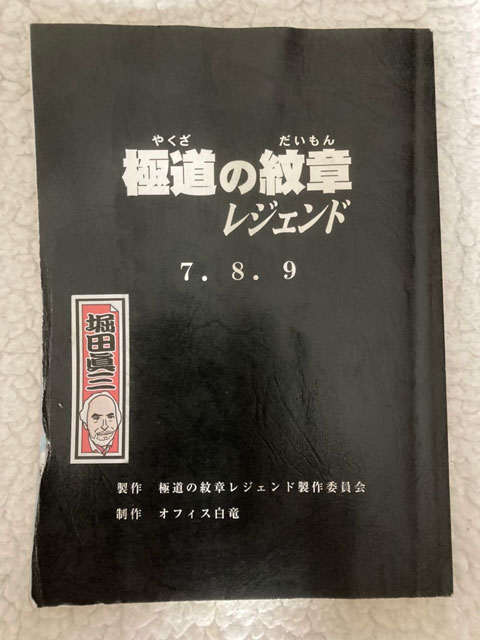 やくざ だいもん
極道の紋章
レジェンド
7. 8. 9
堀田眞三
製作 極道の紋章レジェンド製作委員会
制作 オフィス白竜